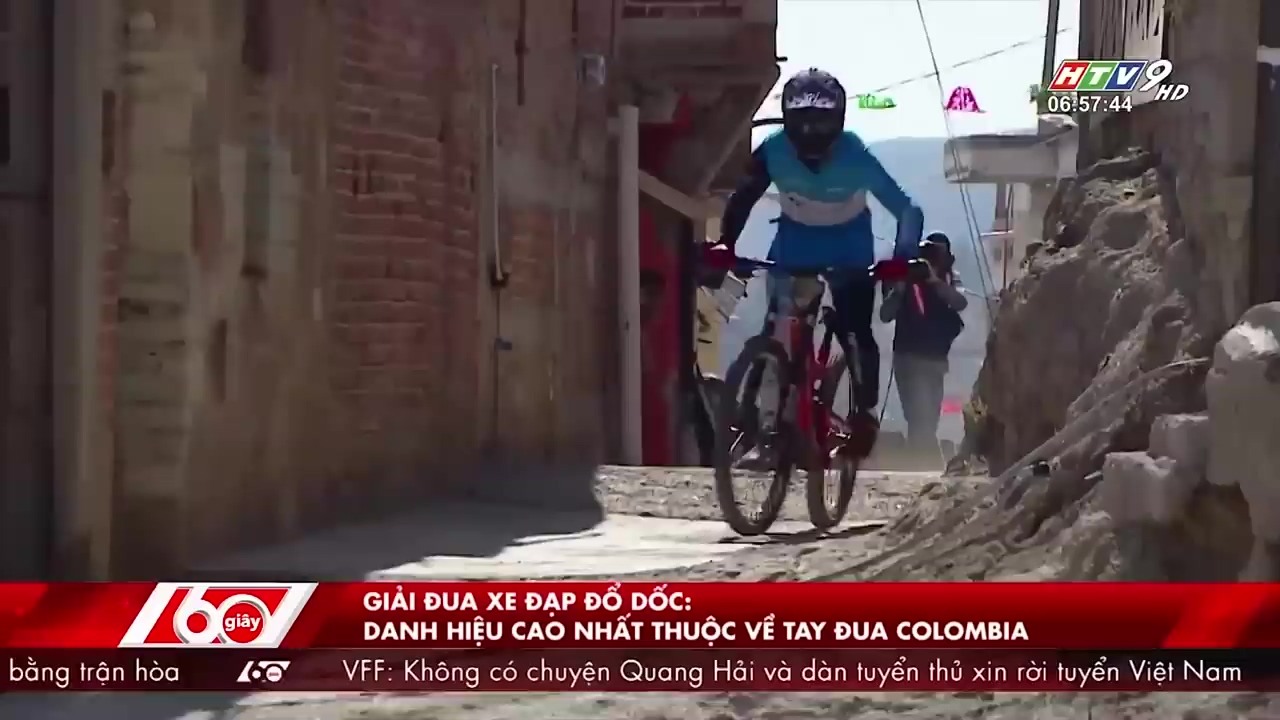 HTV9 HD
06:57:44
60 giây
GIẢI ĐUA XE ĐẠP ĐỔ DỐC:
DANH HIỆU CAO NHẤT THUỘC VỀ TAY ĐUA COLOMBIA
bằng trận hòa 60 VFF: Không có chuyện Quang Hải và dàn tuyển thủ xin rời tuyển Việt Nam